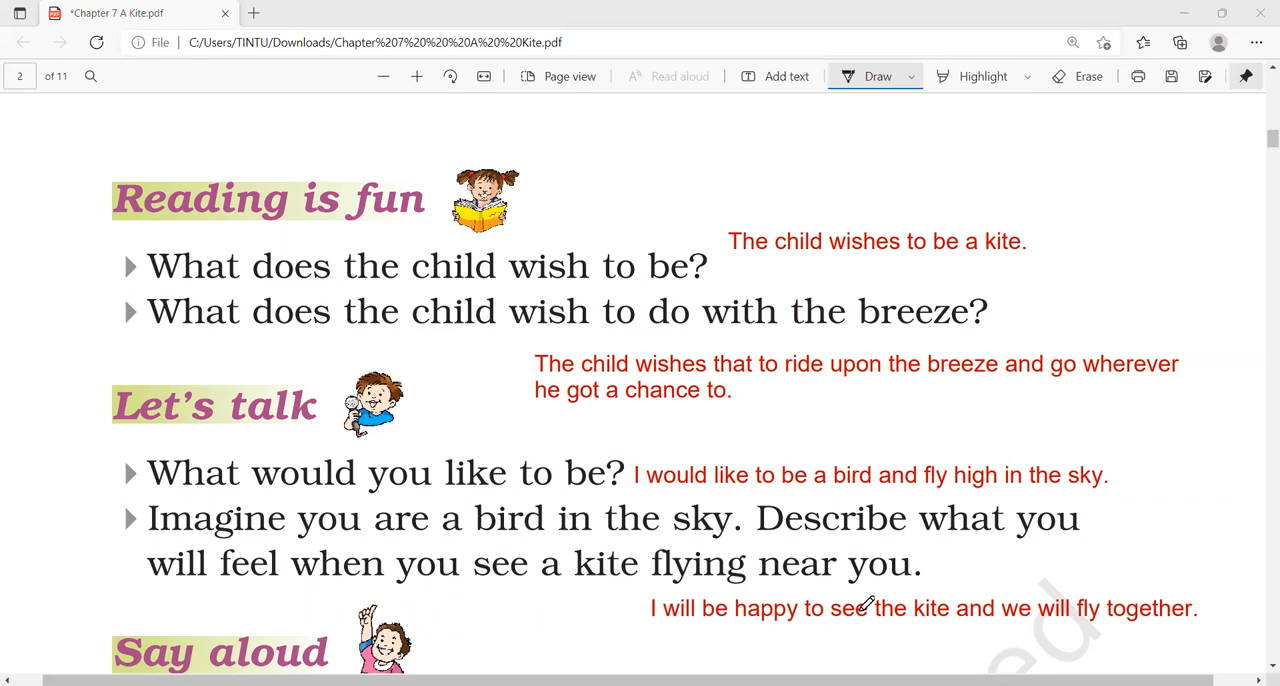 *Chapter 7 A Kite.pdf
File | C:/Users/TINTU/Downloads/Chapter%207%20%20%20A%20%20Kite.pdf
2 of 11 Page view Read aloud Add text Draw Highlight Erase
Reading is fun
The child wishes to be a kite.
What does the child wish to be?
What does the child wish to do with the breeze?
The child wishes that to ride upon the breeze and go wherever
he got a chance to.
Let's talk
What would you like to be? I would like to be a bird and fly high in the sky.
Imagine you are a bird in the sky. Describe what you
will feel when you see a kite flying near you.
I will be happy to see the kite and we will fly together.
Say aloud
ed